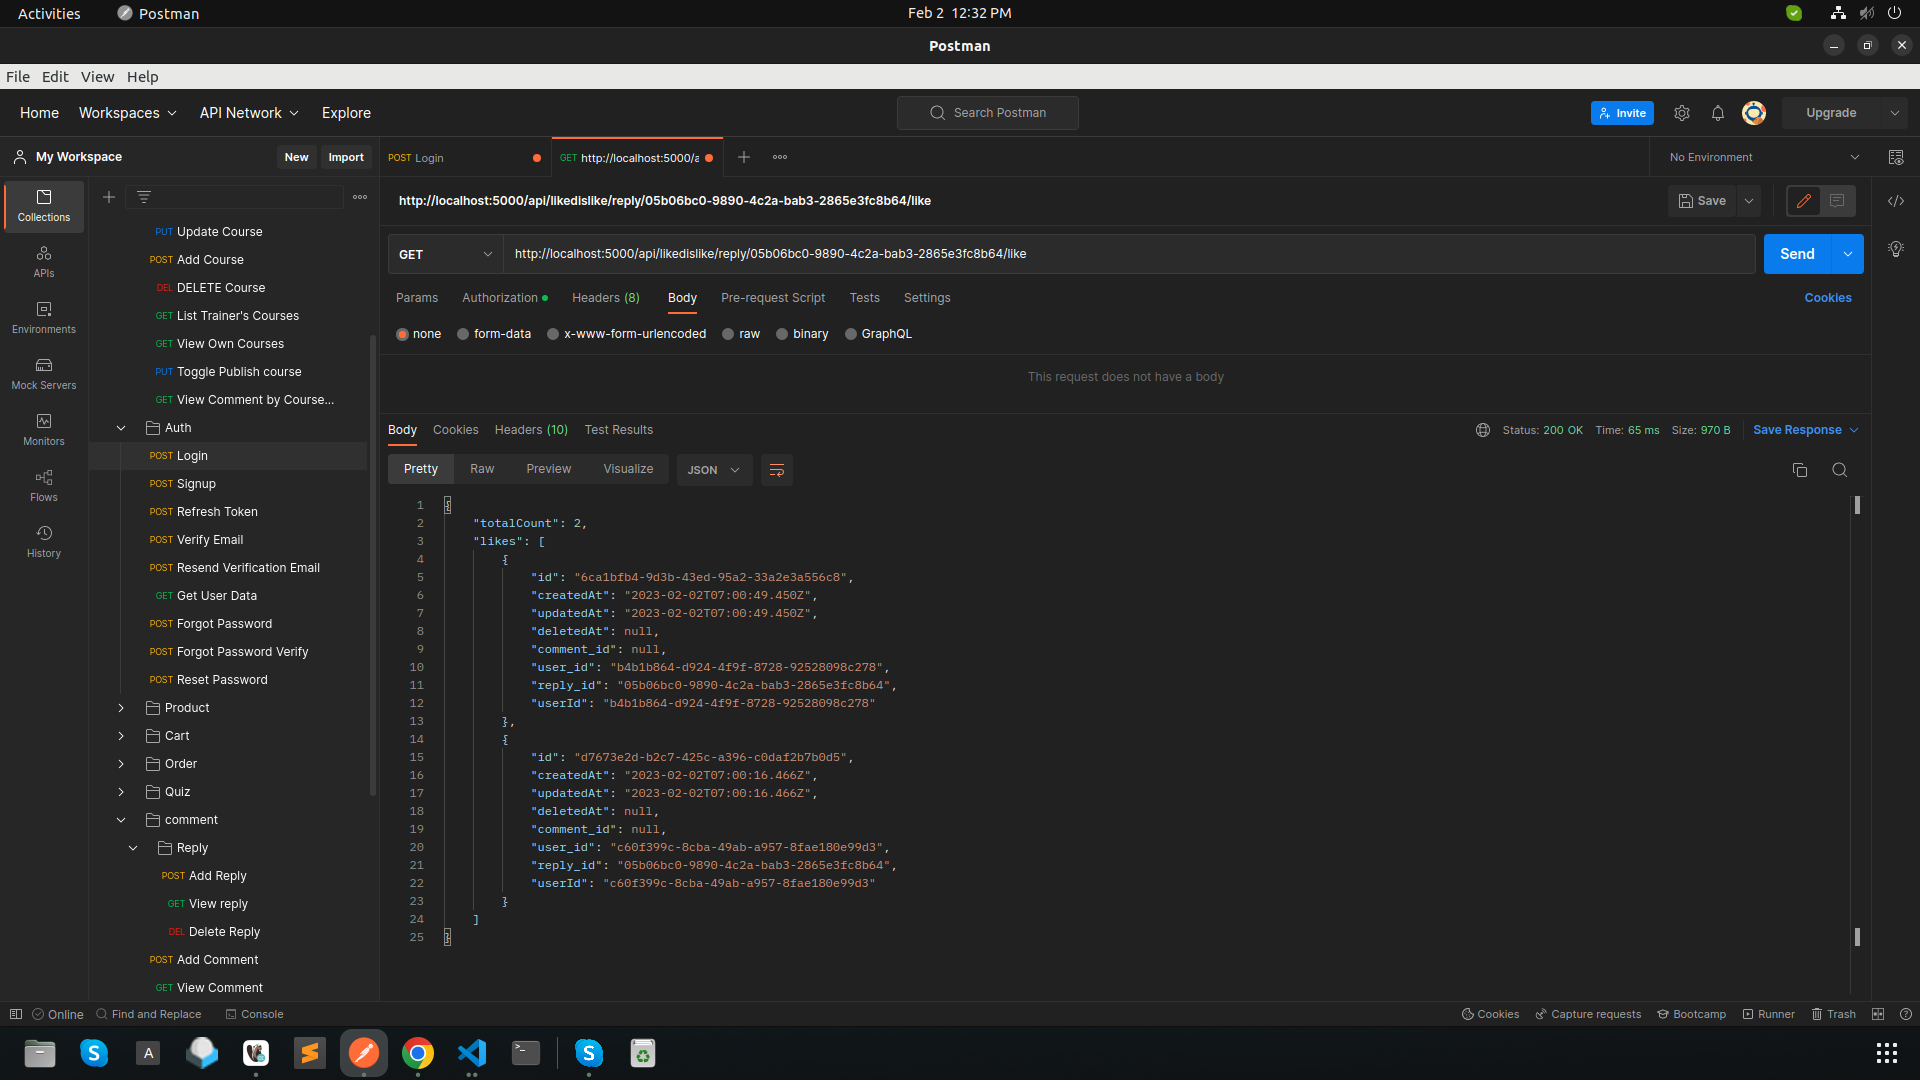 Activities Postman Feb 2 12:32 PM
Postman
File Edit View Help
Home Workspaces API Network Explore Search Postman Invite Upgrade
My Workspace New Import POST Login GET http://localhost:5000/a No Environment
http://localhost:5000/api/likedislike/reply/05b06bc0-9890-4c2a-bab3-2865e3fc8b64/like Save
GET http://localhost:5000/api/likedislike/reply/05b06bc0-9890-4c2a-bab3-2865e3fc8b64/like Send
Params Authorization Headers (8) Body Pre-request Script Tests Settings Cookies
none form-data x-www-form-urlencoded raw binary GraphQL
This request does not have a body
Body Cookies Headers (10) Test Results Status: 200 OK Time: 65 ms Size: 970 B Save Response
Pretty Raw Preview Visualize JSON
Collections
APIs
Environments
Mock Servers
Monitors
Flows
History
PUT Update Course
POST Add Course
DEL DELETE Course
GET List Trainer's Courses
GET View Own Courses
PUT Toggle Publish course
GET View Comment by Course...
Auth
POST Login
POST Signup
POST Refresh Token
POST Verify Email
POST Resend Verification Email
GET Get User Data
POST Forgot Password
POST Forgot Password Verify
POST Reset Password
Product
Cart
Order
Quiz
comment
Reply
POST Add Reply
GET View reply
DEL Delete Reply
POST Add Comment
GET View Comment
1 {
2 "totalCount": 2,
3 "likes": [
4 {
5 "id": "6ca1bfb4-9d3b-43ed-95a2-33a2e3a556c8",
6 "createdAt": "2023-02-02T07:00:49.450Z",
7 "updatedAt": "2023-02-02T07:00:49.450Z",
8 "deletedAt": null,
9 "comment_id": null,
10 "user_id": "b4b1b864-d924-4f9f-8728-92528098c278",
11 "reply_id": "05b06bc0-9890-4c2a-bab3-2865e3fc8b64",
12 "userId": "b4b1b864-d924-4f9f-8728-92528098c278"
13 },
14 {
15 "id": "d7673e2d-b2c7-425c-a396-c0daf2b7b0d5",
16 "createdAt": "2023-02-02T07:00:16.466Z",
17 "updatedAt": "2023-02-02T07:00:16.466Z",
18 "deletedAt": null,
19 "comment_id": null,
20 "user_id": "c60f399c-8cba-49ab-a957-8fae180e99d3",
21 "reply_id": "05b06bc0-9890-4c2a-bab3-2865e3fc8b64",
22 "userId": "c60f399c-8cba-49ab-a957-8fae180e99d3"
23 }
24 ]
25 }
Online Find and Replace Console Cookies Capture requests Bootcamp Runner Trash